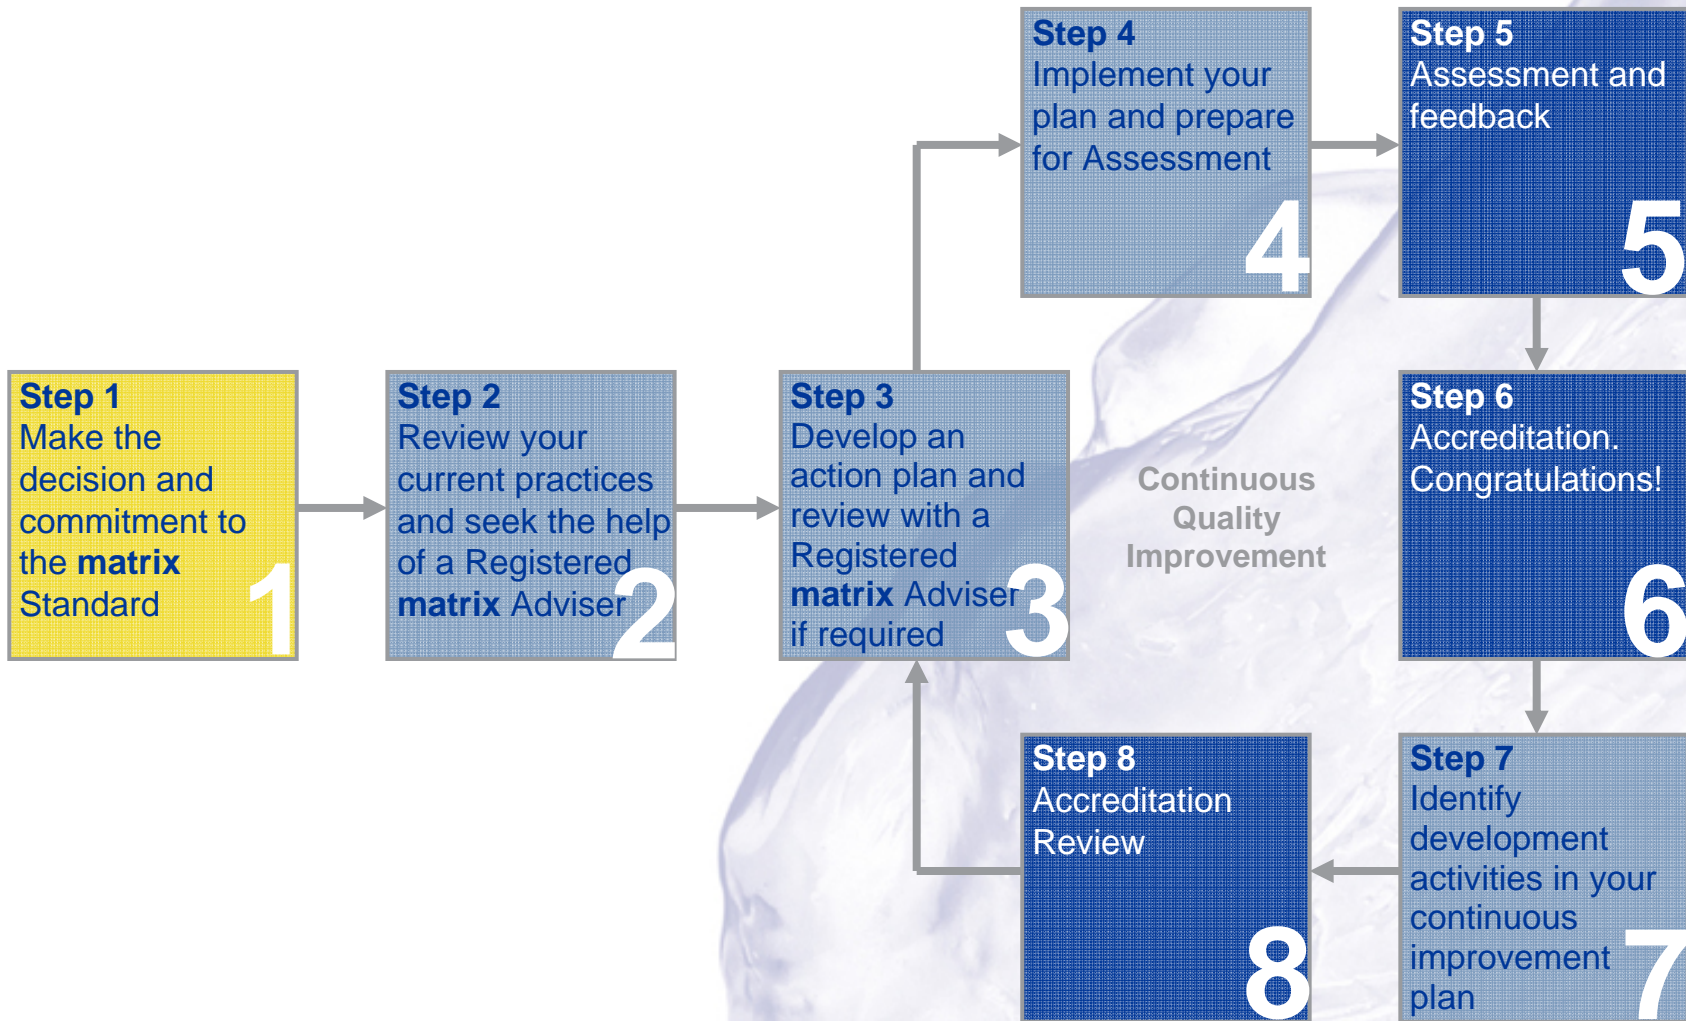 Step 1
Make the
decision and
commitment to
the matrix
Standard
1
Step 2
Review your
current practices
and seek the help
of a Registered
matrix Adviser
2
Step 3
Develop an
action plan and
review with a
Registered
matrix Adviser
if required
3
Step 4
Implement your
plan and prepare
for Assessment
4
Step 5
Assessment and
feedback
5
Step 6
Accreditation.
Congratulations!
6
Step 7
Identify
development
activities in your
continuous
improvement
plan
7
Step 8
Accreditation
Review
8
Continuous
Quality
Improvement